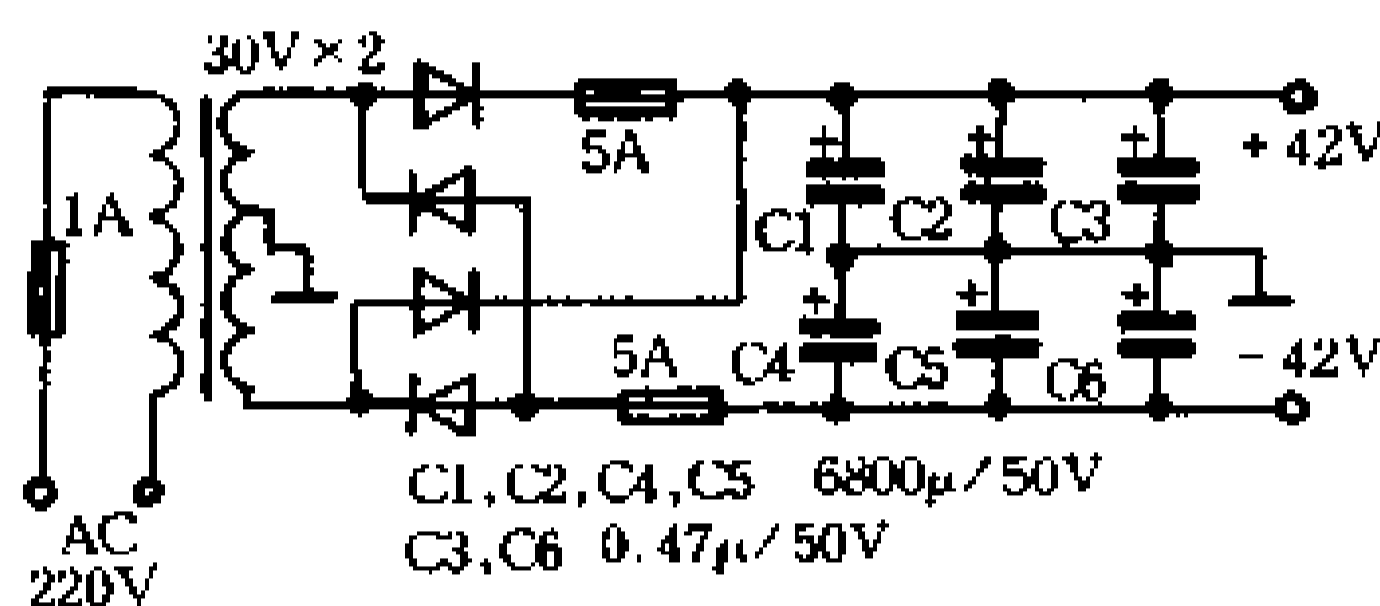 30V×2
5A
+42V
1A
C1
C2
C3
+
+
+
+
+
+
5A
C4
C5
C6
-42V
C1,C2,C4,C5 6800μ/50V
C3,C6 0.47μ/50V
AC
220V